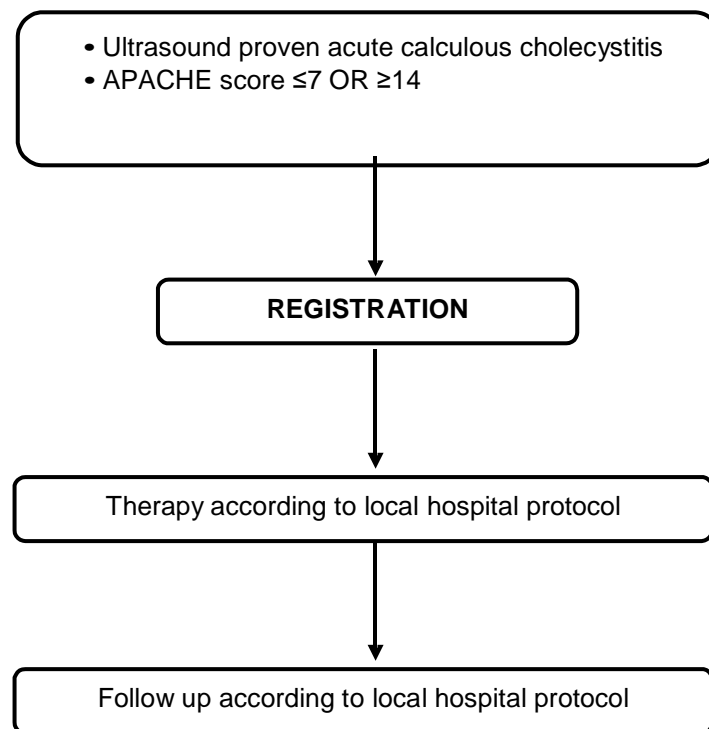 • Ultrasound proven acute calculous cholecystitis
• APACHE score ≤7 OR ≥14
REGISTRATION
Therapy according to local hospital protocol
Follow up according to local hospital protocol